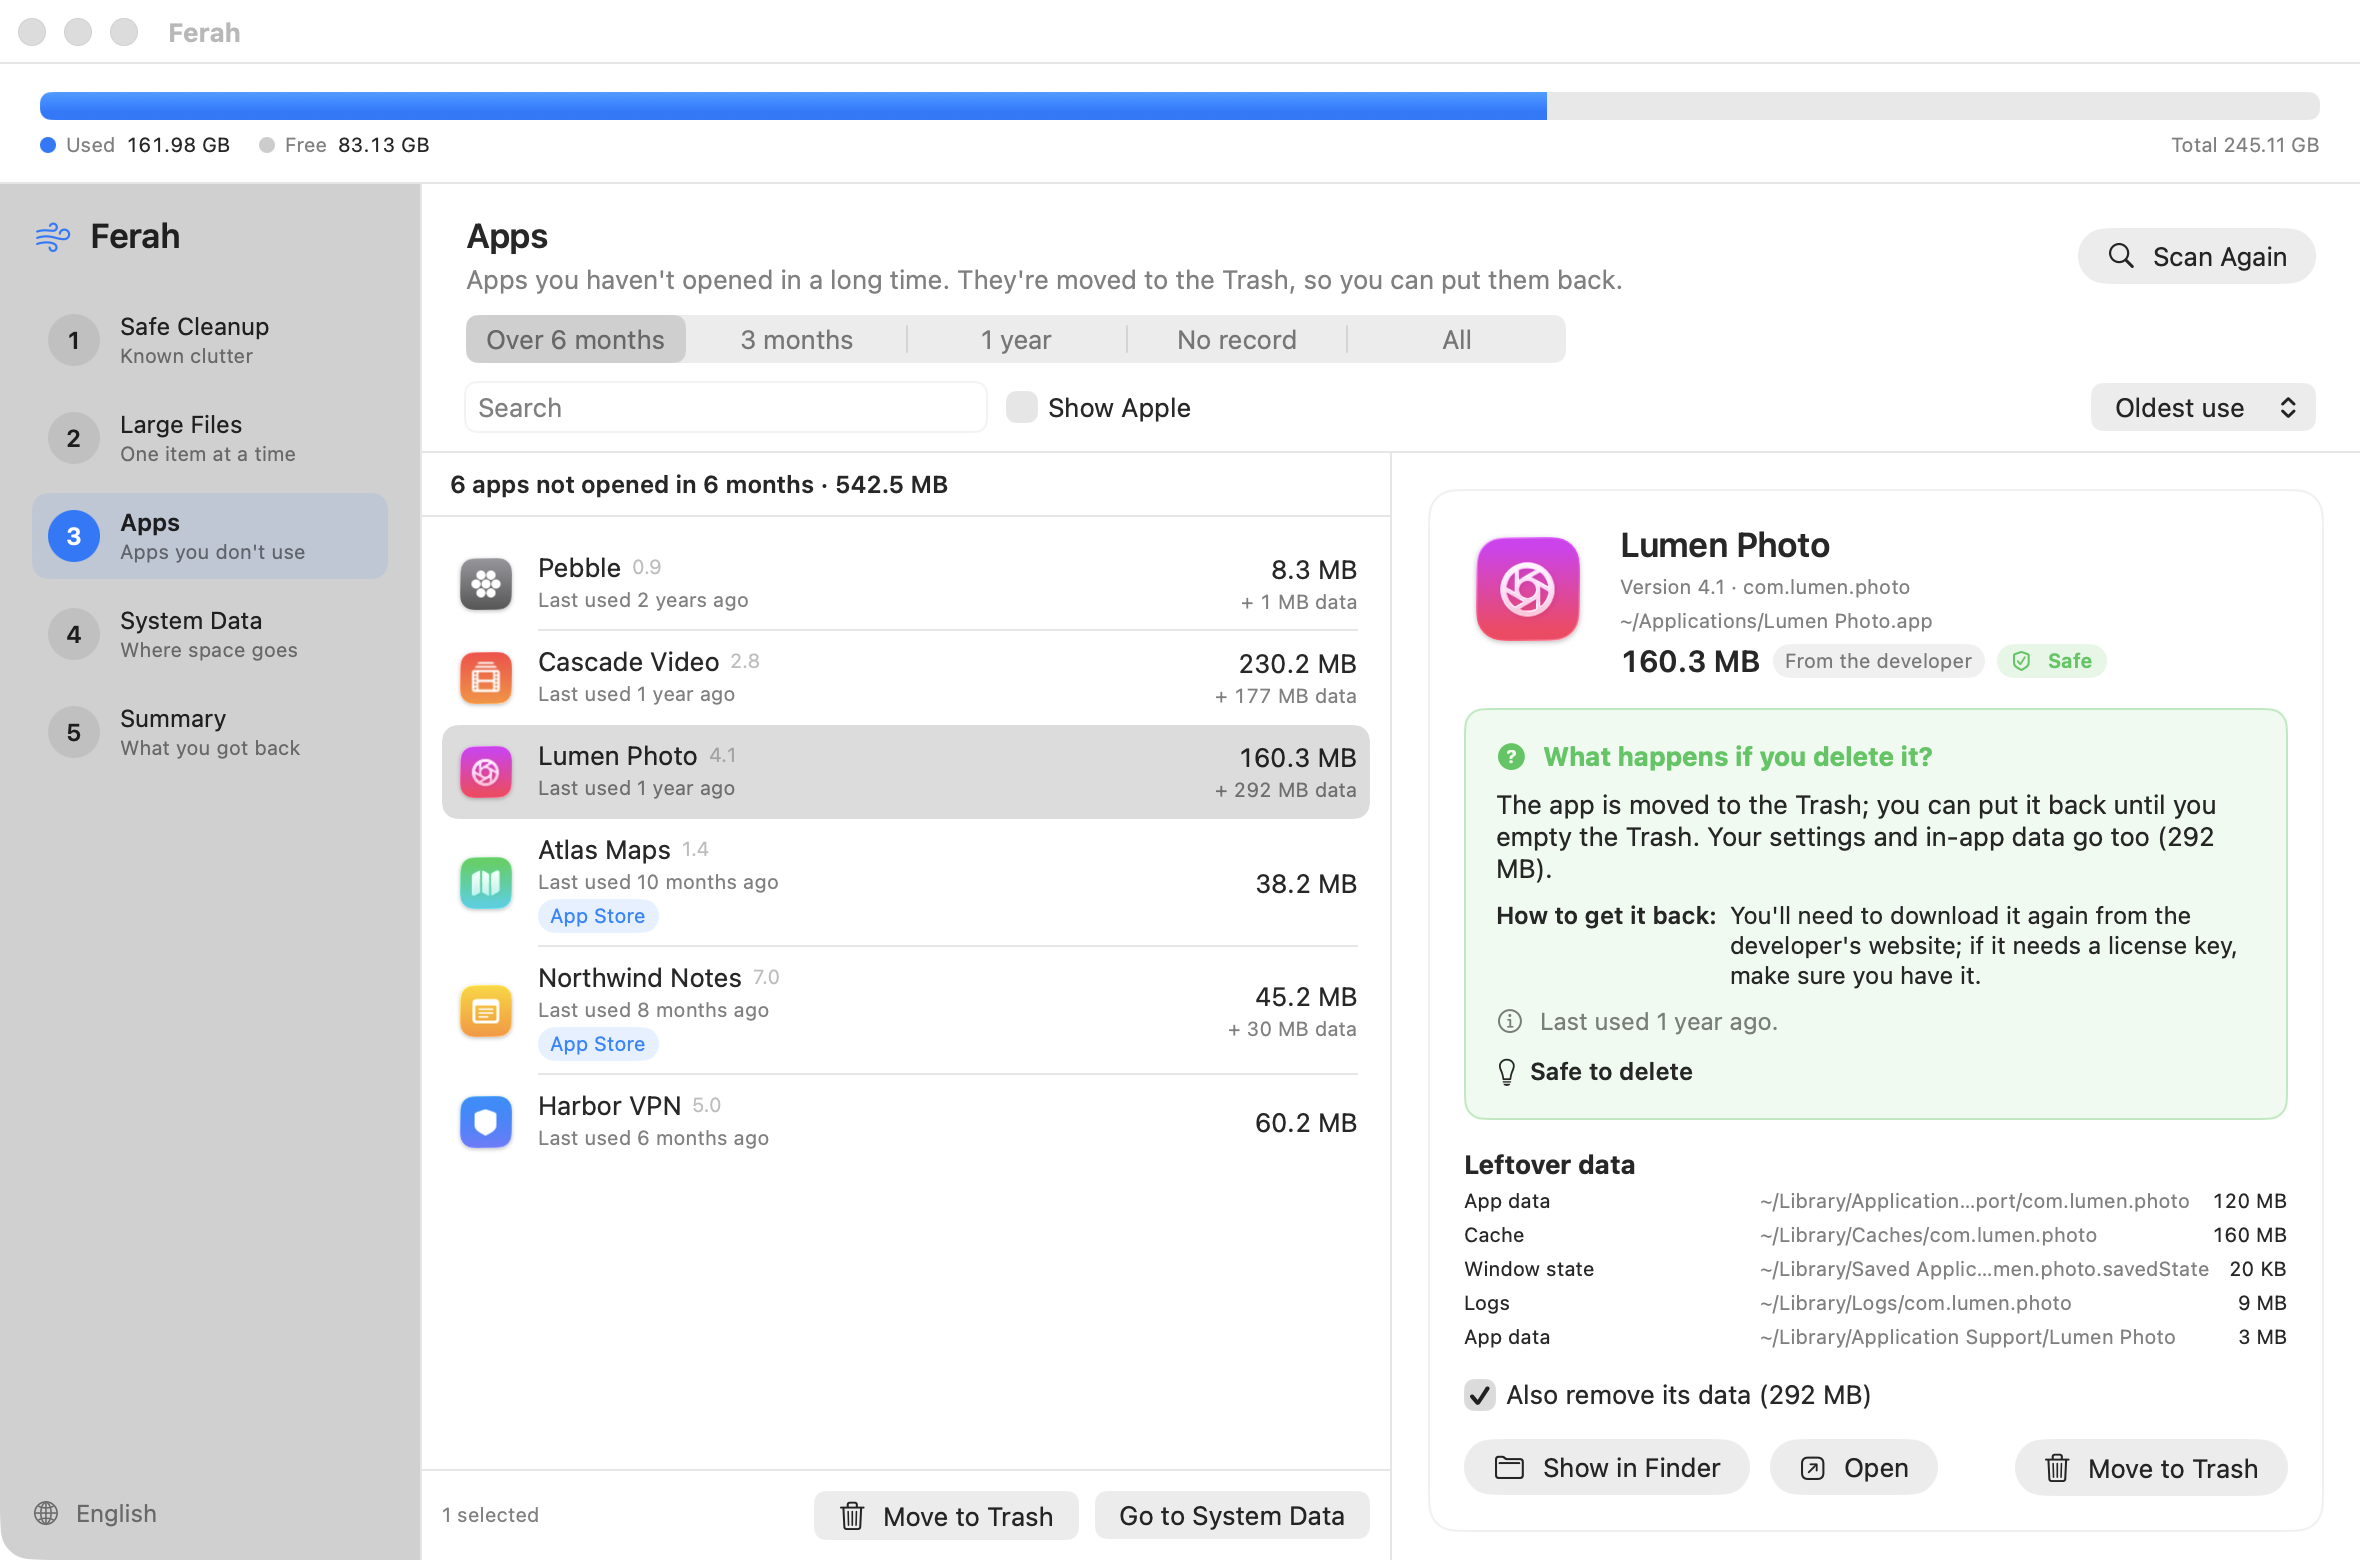 Ferah
Used 161.98 GB Free 83.13 GB
Total 245.11 GB
Ferah
1
Safe Cleanup
Known clutter
2
Large Files
One item at a time
3
Apps
Apps you don't use
4
System Data
Where space goes
5
Summary
What you got back
English
Apps
Apps you haven't opened in a long time. They're moved to the Trash, so you can put them back.
Scan Again
Over 6 months 3 months 1 year No record All
Search
Show Apple
Oldest use
6 apps not opened in 6 months · 542.5 MB
Pebble 0.9
Last used 2 years ago
8.3 MB
+ 1 MB data
Cascade Video 2.8
Last used 1 year ago
230.2 MB
+ 177 MB data
Lumen Photo 4.1
Last used 1 year ago
160.3 MB
+ 292 MB data
Atlas Maps 1.4
Last used 10 months ago
App Store
38.2 MB
Northwind Notes 7.0
Last used 8 months ago
App Store
45.2 MB
+ 30 MB data
Harbor VPN 5.0
Last used 6 months ago
60.2 MB
1 selected
Move to Trash
Go to System Data
Lumen Photo
Version 4.1 · com.lumen.photo
~/Applications/Lumen Photo.app
160.3 MB From the developer Safe
? What happens if you delete it?
The app is moved to the Trash; you can put it back until you
empty the Trash. Your settings and in-app data go too (292
MB).
How to get it back: You'll need to download it again from the
developer's website; if it needs a license key,
make sure you have it.
Last used 1 year ago.
Safe to delete
Leftover data
App data ~/Library/Application...port/com.lumen.photo 120 MB
Cache ~/Library/Caches/com.lumen.photo 160 MB
Window state ~/Library/Saved Applic...men.photo.savedState 20 KB
Logs ~/Library/Logs/com.lumen.photo 9 MB
App data ~/Library/Application Support/Lumen Photo 3 MB
Also remove its data (292 MB)
Show in Finder
Open
Move to Trash